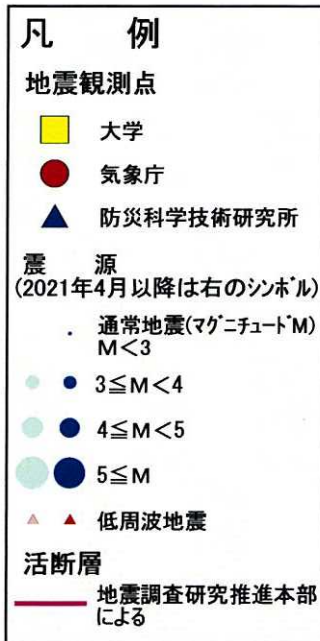 凡　　例
地震観測点
大学
気象庁
防災科学技術研究所
震　　源
(2021年4月以降は右のシンボル)
通常地震(マグニチュードM)
M<3
3≦M<4
4≦M<5
5≦M
低周波地震
活断層
地震調査研究推進本部
による